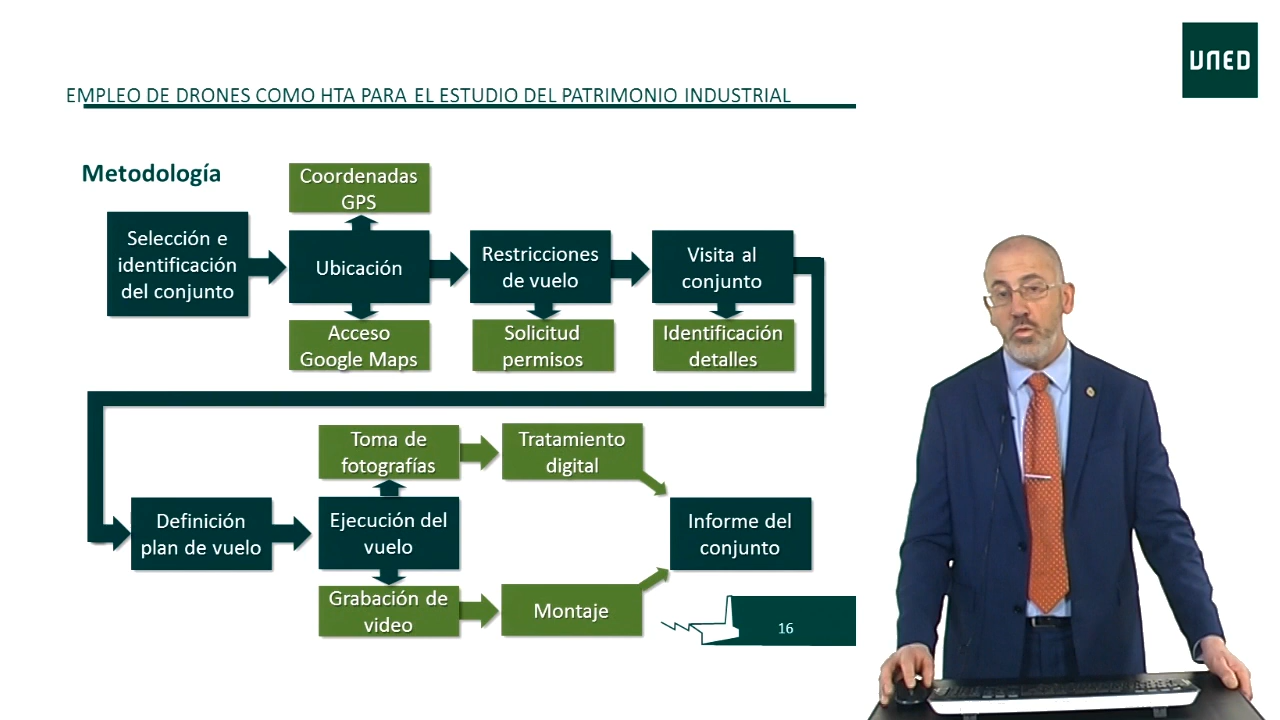 UNED
EMPLEO DE DRONES COMO HTA PARA EL ESTUDIO DEL PATRIMONIO INDUSTRIAL
Metodología
Selección e
identificación
del conjunto
Coordenadas
GPS
Ubicación
Acceso
Google Maps
Restricciones
de vuelo
Solicitud
permisos
Visita al
conjunto
Identificación
detalles
Definición
plan de vuelo
Toma de
fotografías
Ejecución del
vuelo
Grabación de
video
Tratamiento
digital
Montaje
Informe del
conjunto
16